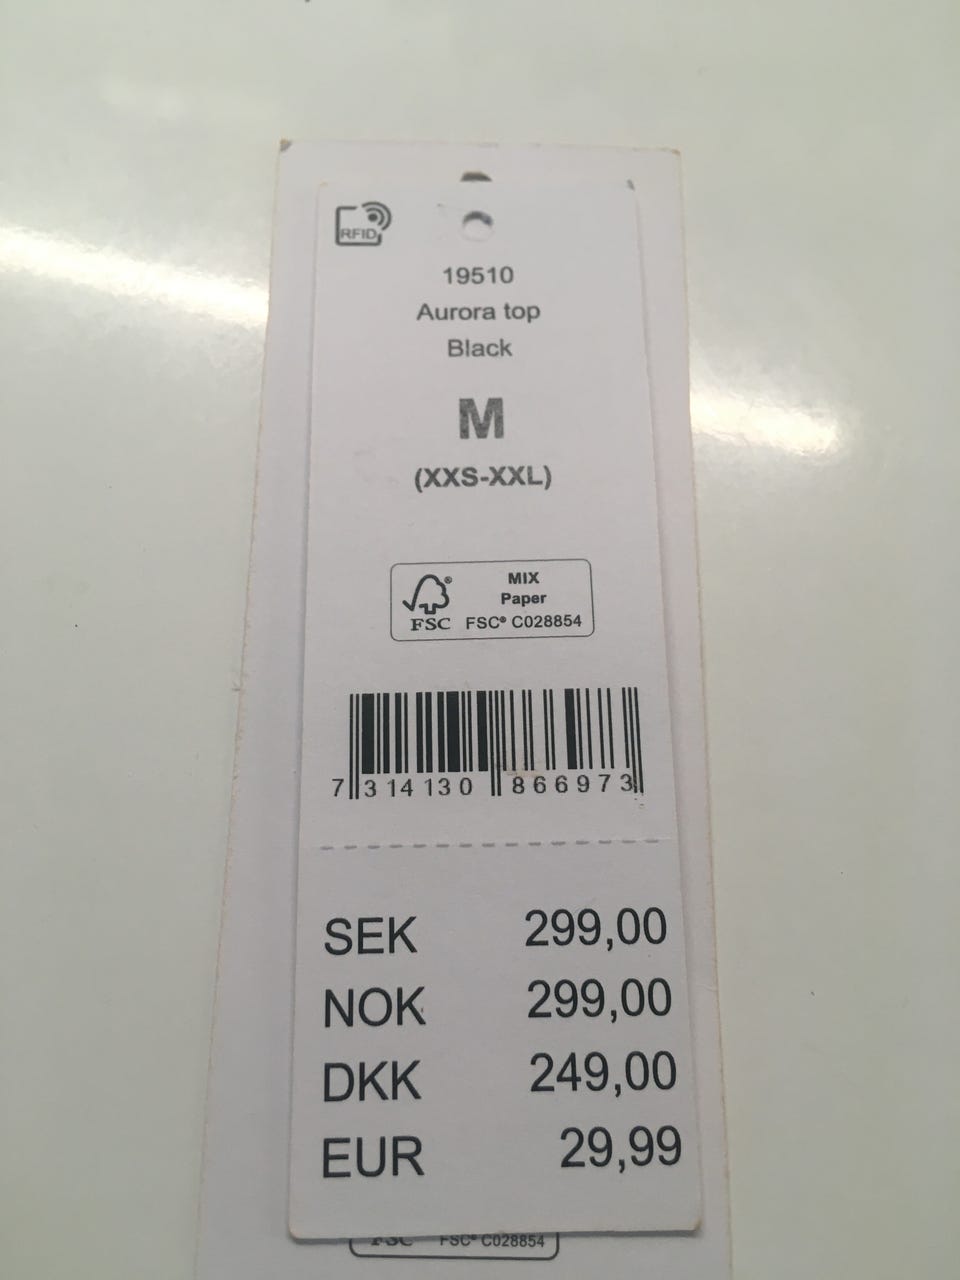 RFID
19510
Aurora top
Black
M
(XXS-XXL)
MIX
Paper
FSC FSC® C028854
7 314130 866973
SEK 299,00
NOK 299,00
DKK 249,00
EUR 29,99
FSC FSC® C028854